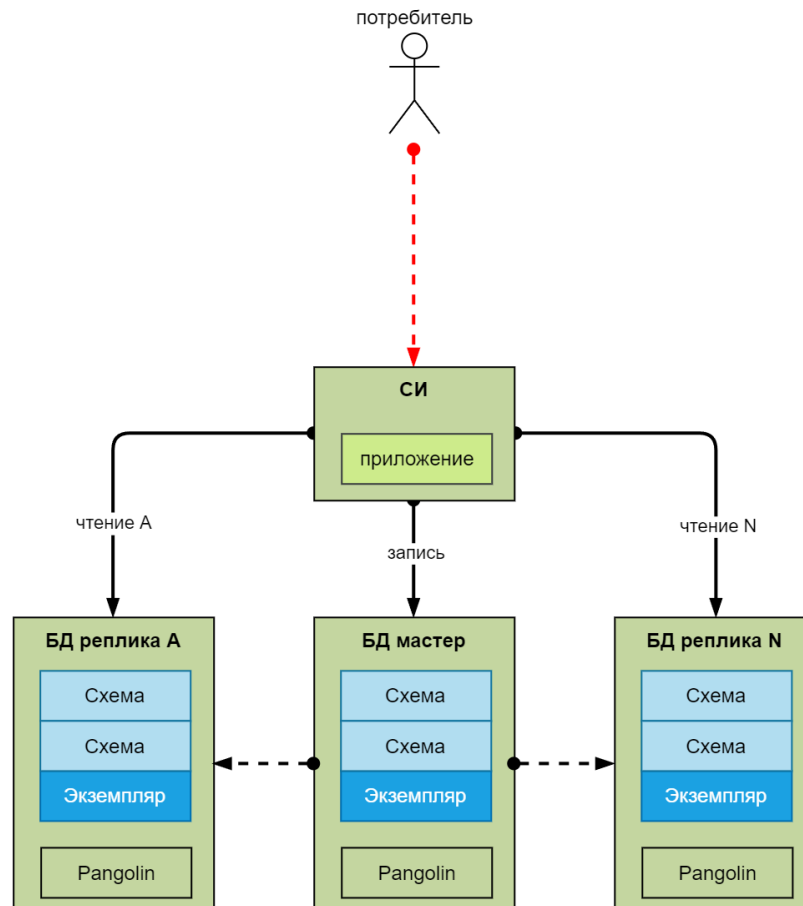 потребитель
СИ
приложение
чтение A
запись
чтение N
БД реплика A
БД мастер
БД реплика N
Схема
Схема
Схема
Схема
Схема
Схема
Экземпляр
Экземпляр
Экземпляр
Pangolin
Pangolin
Pangolin